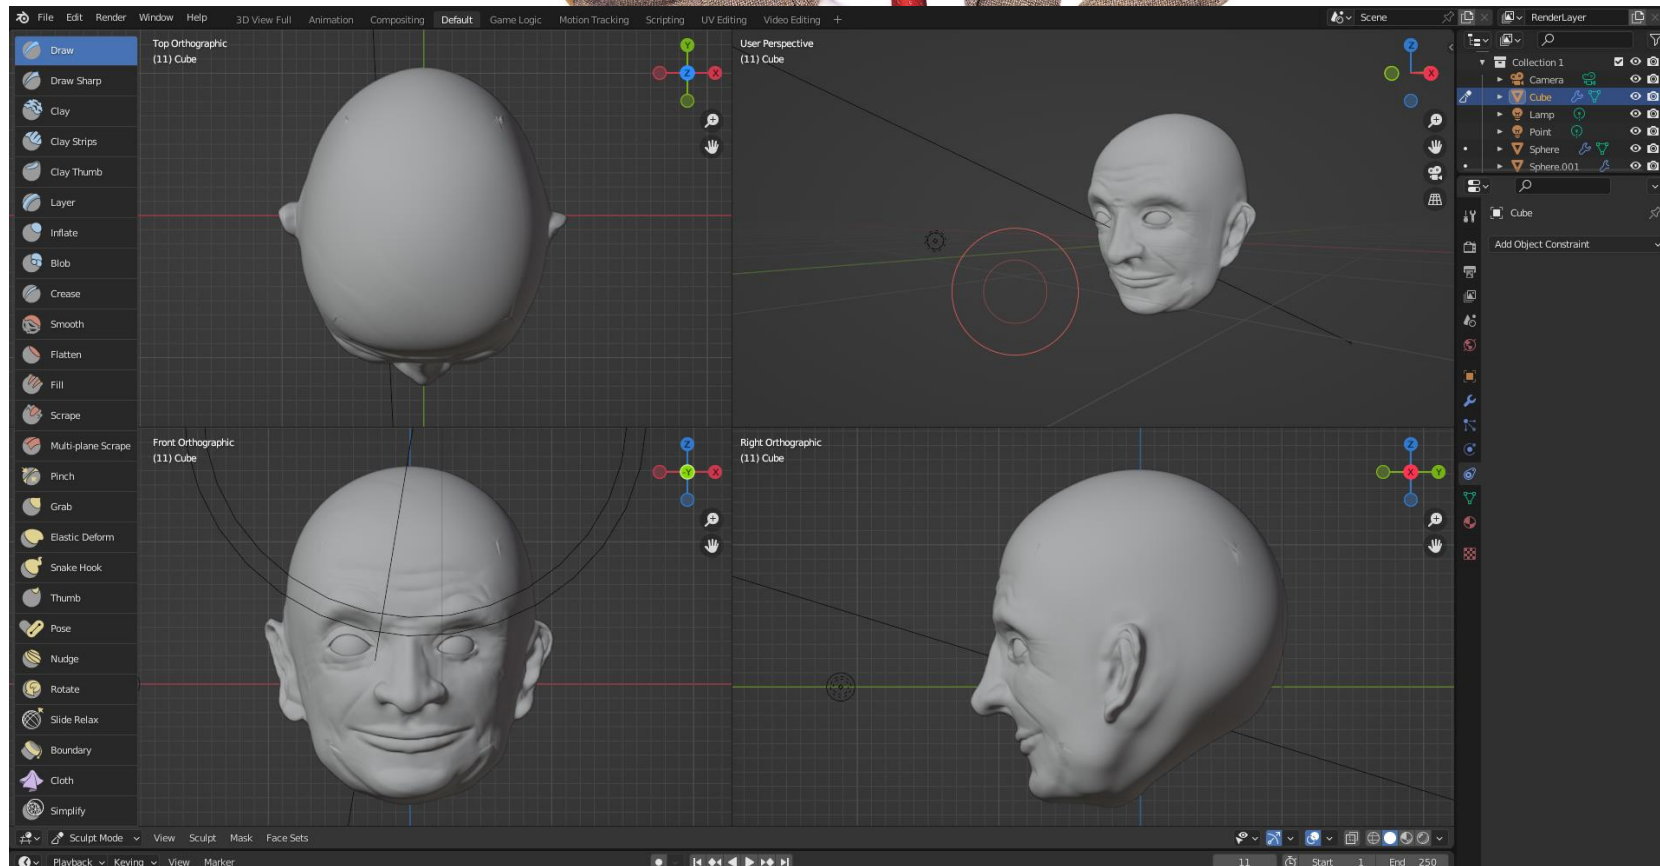 File Edit Render Window Help 3D View Full Animation Compositing Default Game Logic Motion Tracking Scripting UV Editing Video Editing + Scene RenderLayer
Draw
Draw Sharp
Clay
Clay Strips
Clay Thumb
Layer
Inflate
Blob
Crease
Smooth
Flatten
Fill
Scrape
Multi-plane Scrape
Pinch
Grab
Elastic Deform
Snake Hook
Thumb
Pose
Nudge
Rotate
Slide Relax
Boundary
Cloth
Simplify
Top Orthographic
(11) Cube
Y
Z X
User Perspective
(11) Cube
Z
X
Front Orthographic
(11) Cube
Z
-Y X
Right Orthographic
(11) Cube
Z
X Y
Collection 1
Camera
Cube
Lamp
Point
Sphere
Sphere.001
Cube
Add Object Constraint
Sculpt Mode View Sculpt Mask Face Sets
Playback Keying View Marker 11 Start 1 End 250